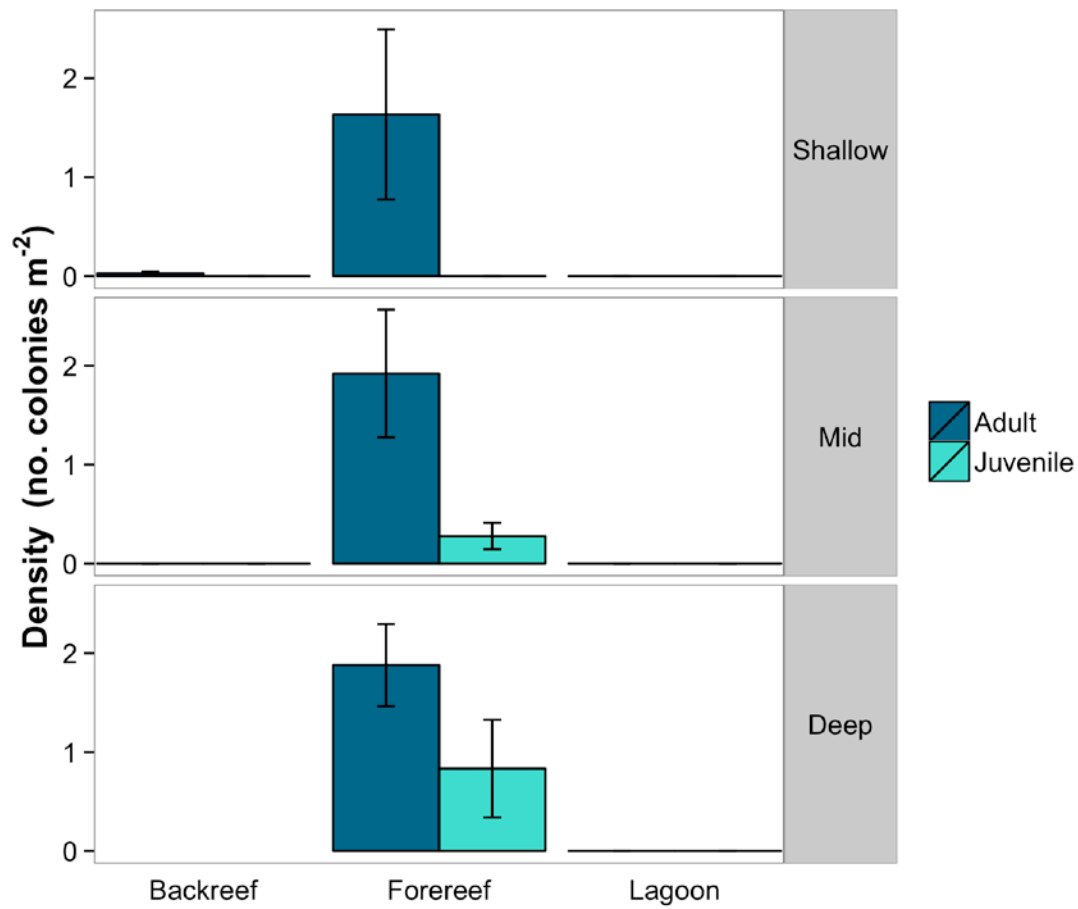 Density (no. colonies m-2)
2
1
0
Shallow
2
1
0
Mid
2
1
0
Deep
Backreef Forereef Lagoon
Adult
Juvenile